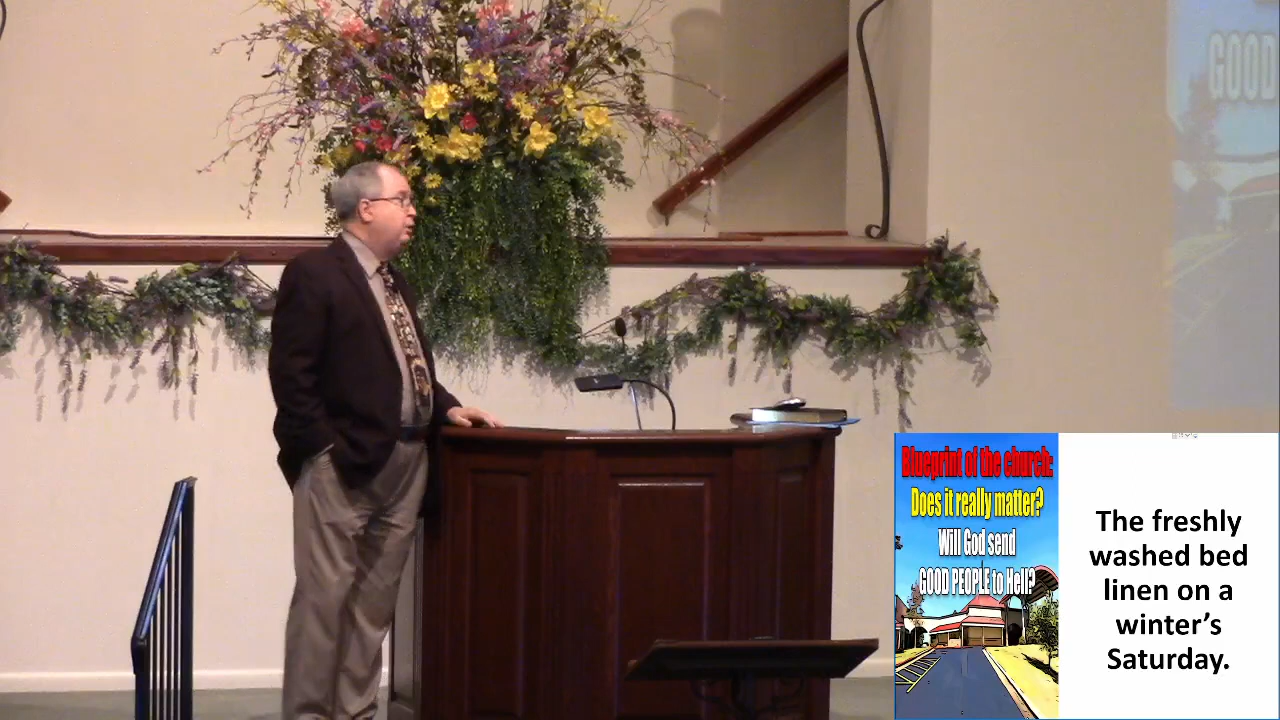 GOOD
Blueprint of the church:
Does it really matter?
Will God send
GOOD PEOPLE to Hell?
The freshly
washed bed
linen on a
winter's
Saturday.